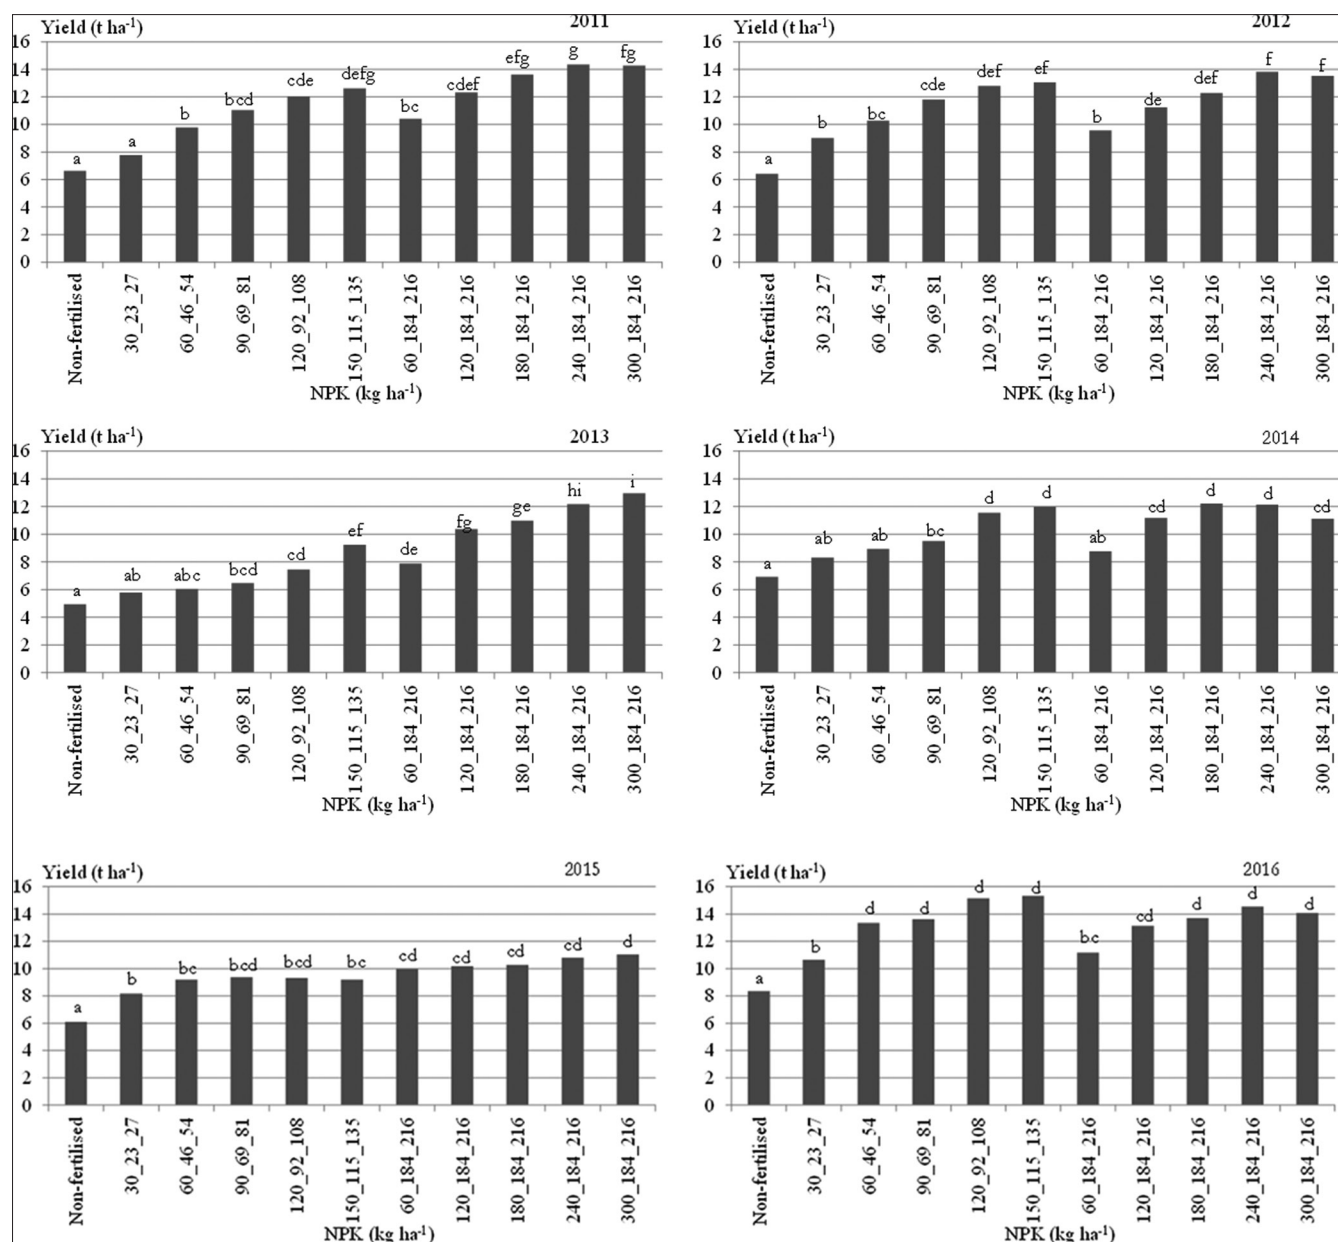 Yield (t ha-1)
2011
16
14
12
10
8
6
4
2
0
a
a
b
bcd
cde
defg
bc
cdef
efg
g
fg
Non-fertilised
30_23_27
60_46_54
90_69_81
120_92_108
150_115_135
60_184_216
120_184_216
180_184_216
240_184_216
300_184_216
NPK (kg ha-1)
Yield (t ha-1)
2012
16
14
12
10
8
6
4
2
0
a
b
bc
cde
def
ef
b
de
def
f
f
Non-fertilised
30_23_27
60_46_54
90_69_81
120_92_108
150_115_135
60_184_216
120_184_216
180_184_216
240_184_216
300_184_216
NPK (kg ha-1)
Yield (t ha-1)
2013
16
14
12
10
8
6
4
2
0
a
ab
abc
bcd
cd
ef
de
fg
ge
hi
i
Non-fertilised
30_23_27
60_46_54
90_69_81
120_92_108
150_115_135
60_184_216
120_184_216
180_184_216
240_184_216
300_184_216
NPK (kg ha-1)
Yield (t ha-1)
2014
16
14
12
10
8
6
4
2
0
a
ab
ab
bc
d
d
ab
cd
d
d
cd
Non-fertilised
30_23_27
60_46_54
90_69_81
120_92_108
150_115_135
60_184_216
120_184_216
180_184_216
240_184_216
300_184_216
NPK (kg ha-1)
Yield (t ha-1)
2015
16
14
12
10
8
6
4
2
0
a
b
bc
bcd
bcd
bc
cd
cd
cd
cd
d
Non-fertilised
30_23_27
60_46_54
90_69_81
120_92_108
150_115_135
60_184_216
120_184_216
180_184_216
240_184_216
300_184_216
NPK (kg ha-1)
Yield (t ha-1)
2016
16
14
12
10
8
6
4
2
0
a
b
d
d
d
d
bc
cd
d
d
d
Non-fertilised
30_23_27
60_46_54
90_69_81
120_92_108
150_115_135
60_184_216
120_184_216
180_184_216
240_184_216
300_184_216
NPK (kg ha-1)